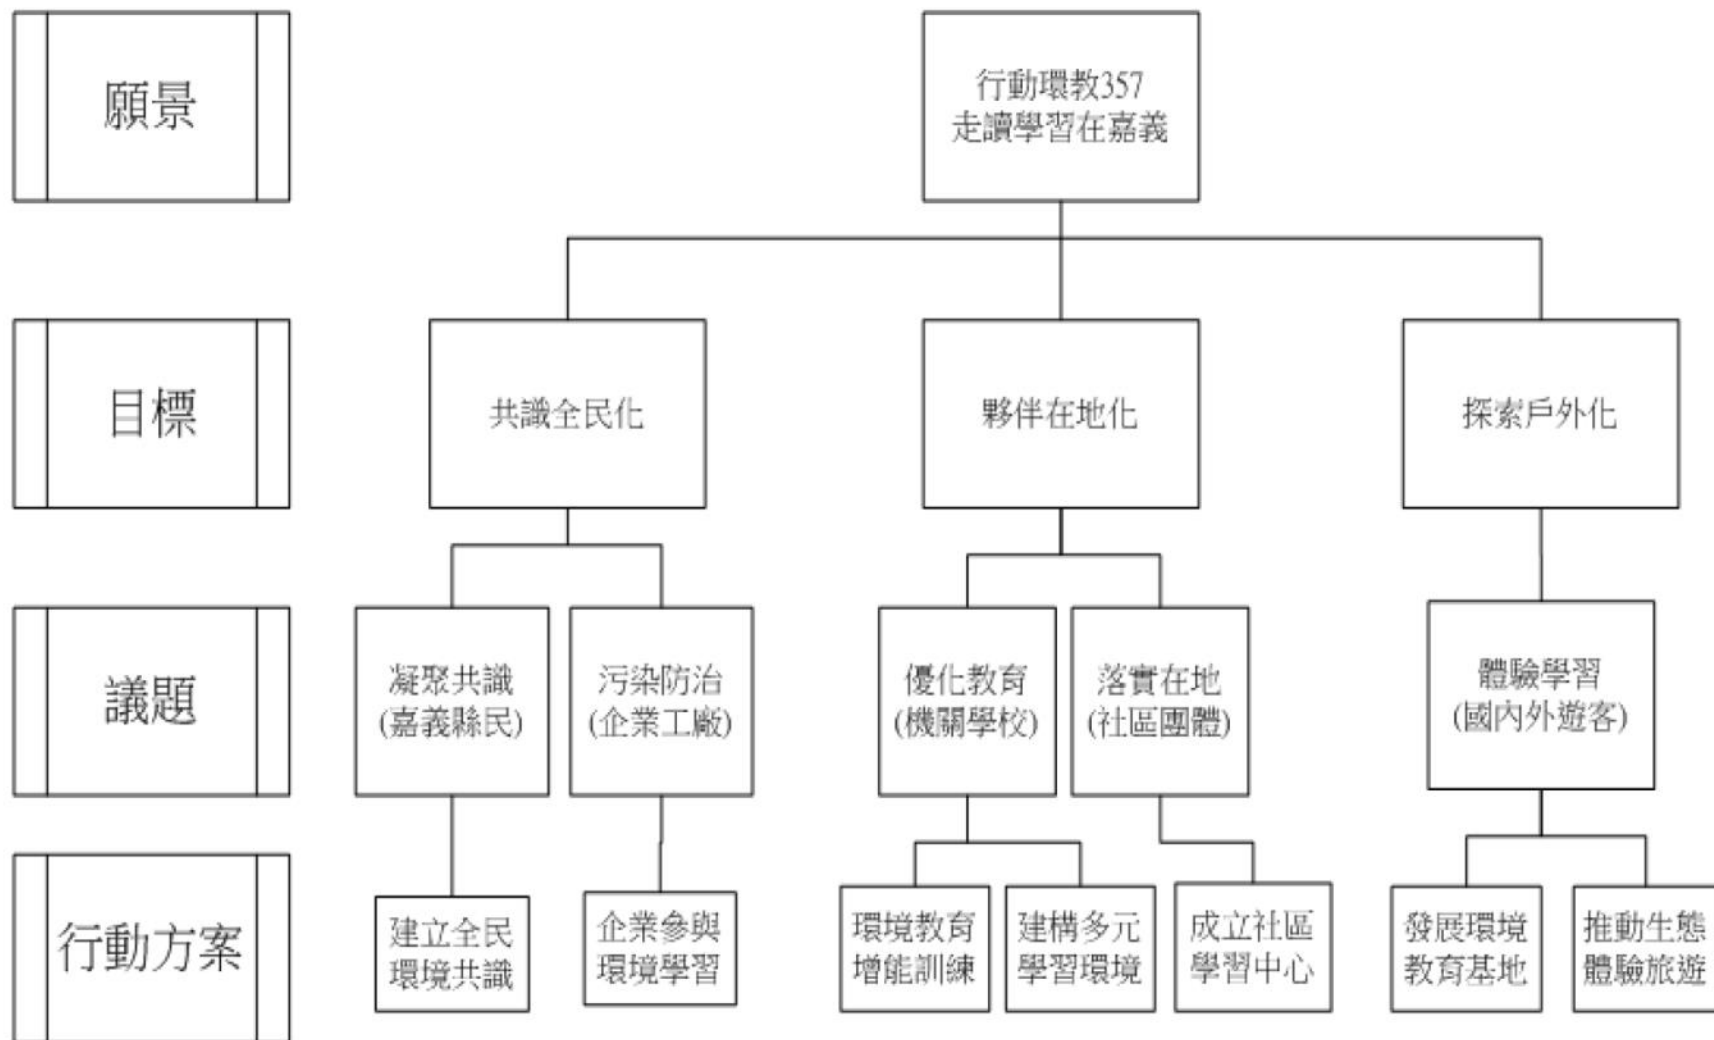 願景
行動環教357
走讀學習在嘉義
目標
共識全民化
夥伴在地化
探索戶外化
議題
凝聚共識
(嘉義縣民)
污染防治
(企業工廠)
優化教育
(機關學校)
落實在地
(社區團體)
體驗學習
(國內外遊客)
行動方案
建立全民
環境共識
企業參與
環境學習
環境教育
增能訓練
建構多元
學習環境
成立社區
學習中心
發展環境
教育基地
推動生態
體驗旅遊